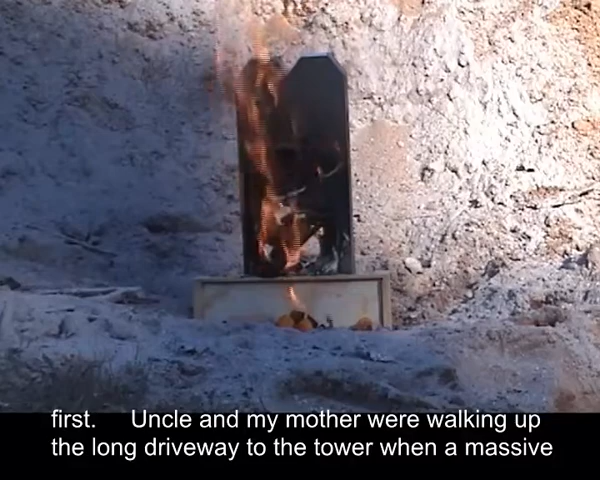 first. Uncle and my mother were walking up
the long driveway to the tower when a massive